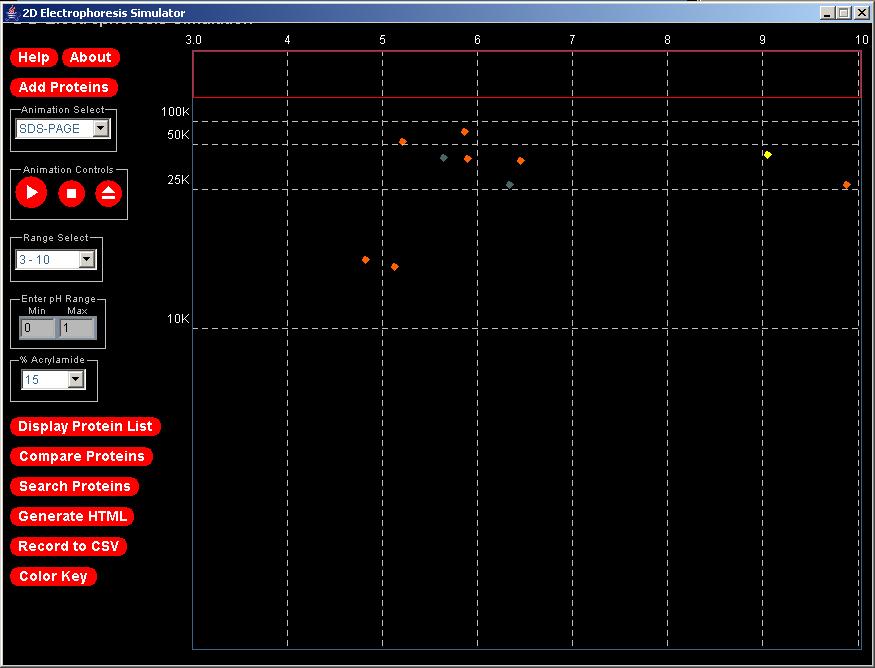 2D Electrophoresis Simulator
3.0 4 5 6 7 8 9 10
Help About
Add Proteins
Animation Select
SDS-PAGE
100K
50K
25K
10K
Animation Controls
Range Select
3 - 10
Enter pH Range
Min Max
0 1
% Acrylamide
15
Display Protein List
Compare Proteins
Search Proteins
Generate HTML
Record to CSV
Color Key